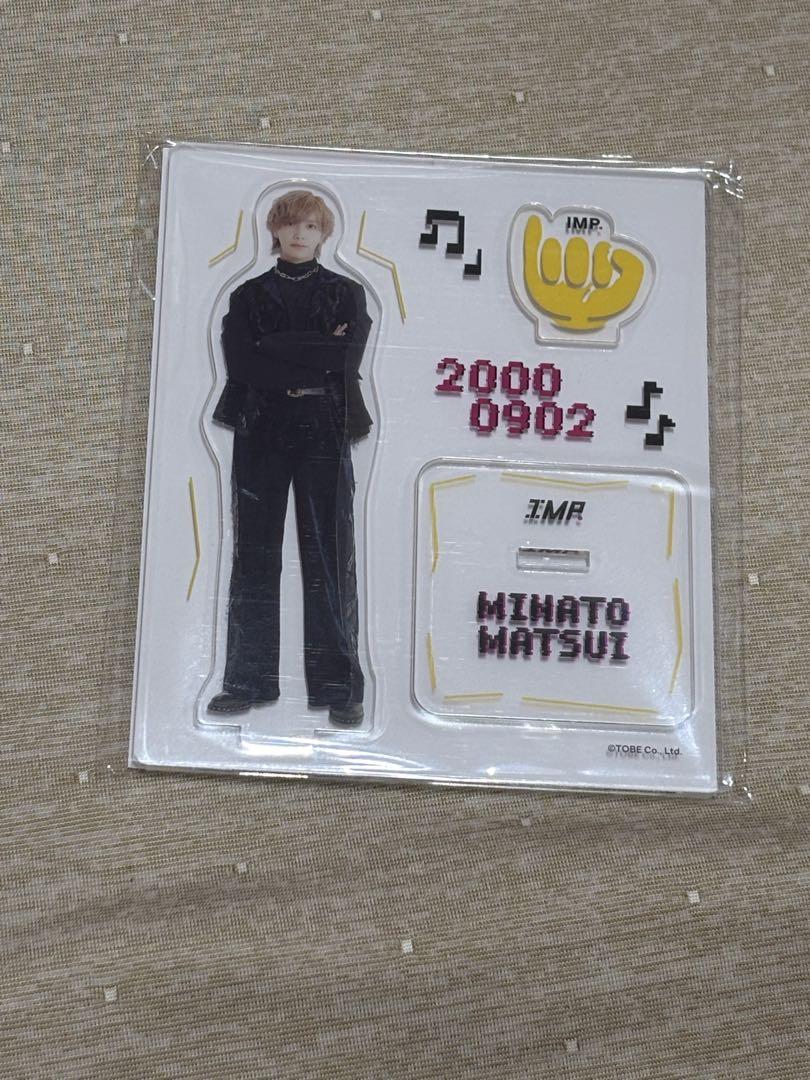 IMP.
2000
0902
IMP.
MINATO
MATSUI
©TOBE Co., Ltd.